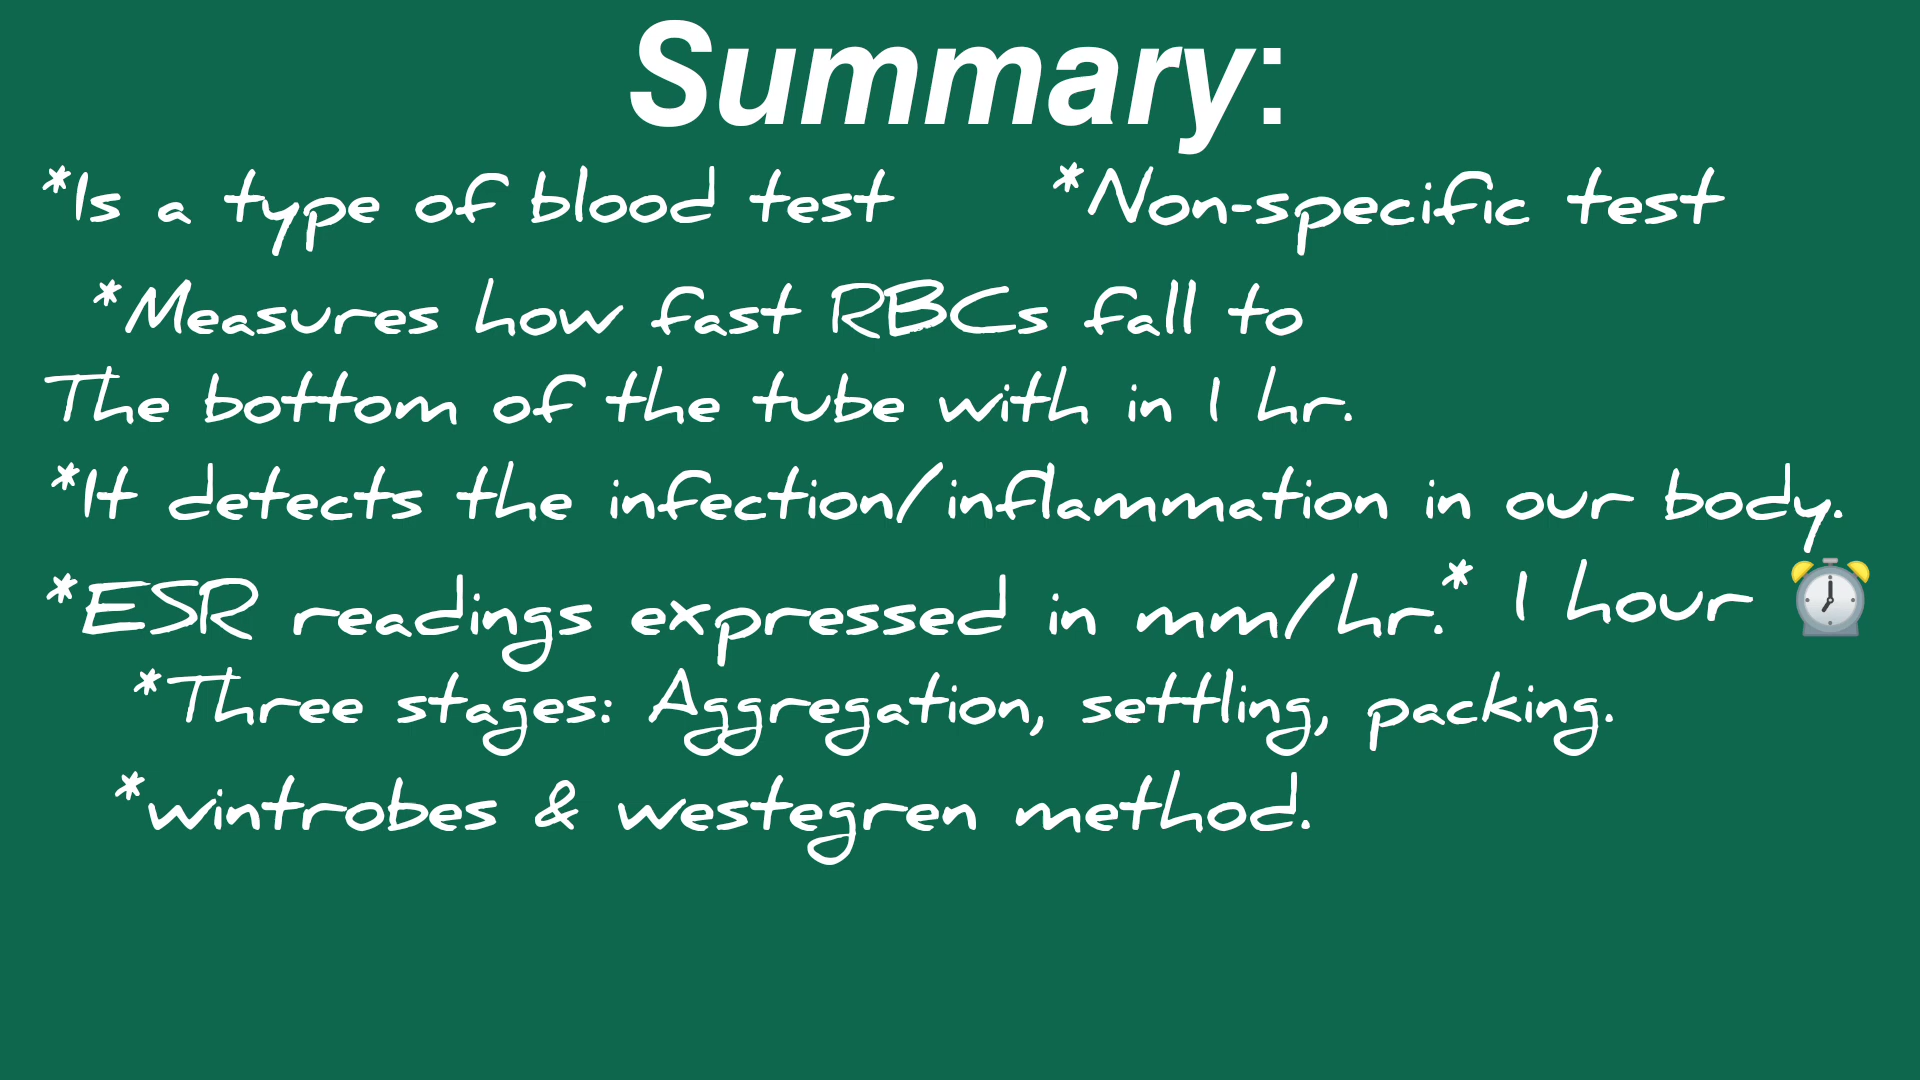 Summary:
*Is a type of blood test *Non-specific test
*Measures how fast RBCs fall to
The bottom of the tube with in 1 hr.
*It detects the infection/inflammation in our body.
*ESR readings expressed in mm/hr.* 1 hour
*Three stages: Aggregation, settling, packing.
*wintrobes & westegren method.